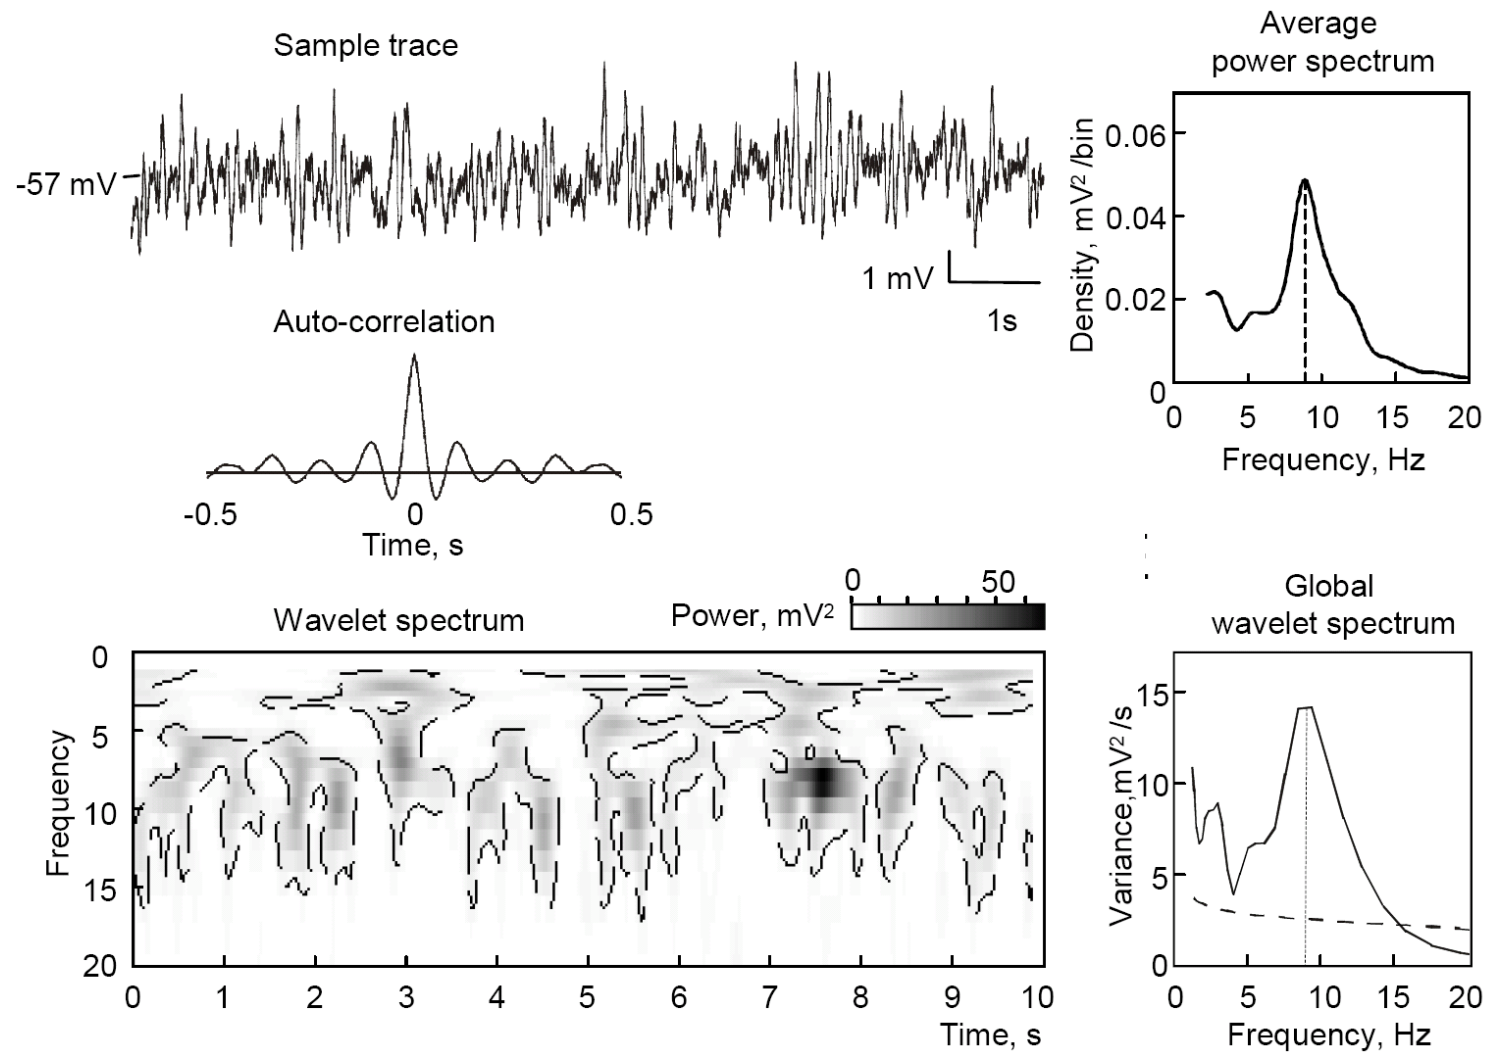 Sample trace
-57 mV
1 mV
1s
Average
power spectrum
Density, mV²/bin
0.06
0.04
0.02
0
0 5 10 15 20
Frequency, Hz
Auto-correlation
-0.5 0 0.5
Time, s
Wavelet spectrum
Power, mV²
0 50
Frequency
0
5
10
15
20
0 1 2 3 4 5 6 7 8 9 10
Time, s
Global
wavelet spectrum
Variance,mV²/s
15
10
5
0
0 5 10 15 20
Frequency, Hz